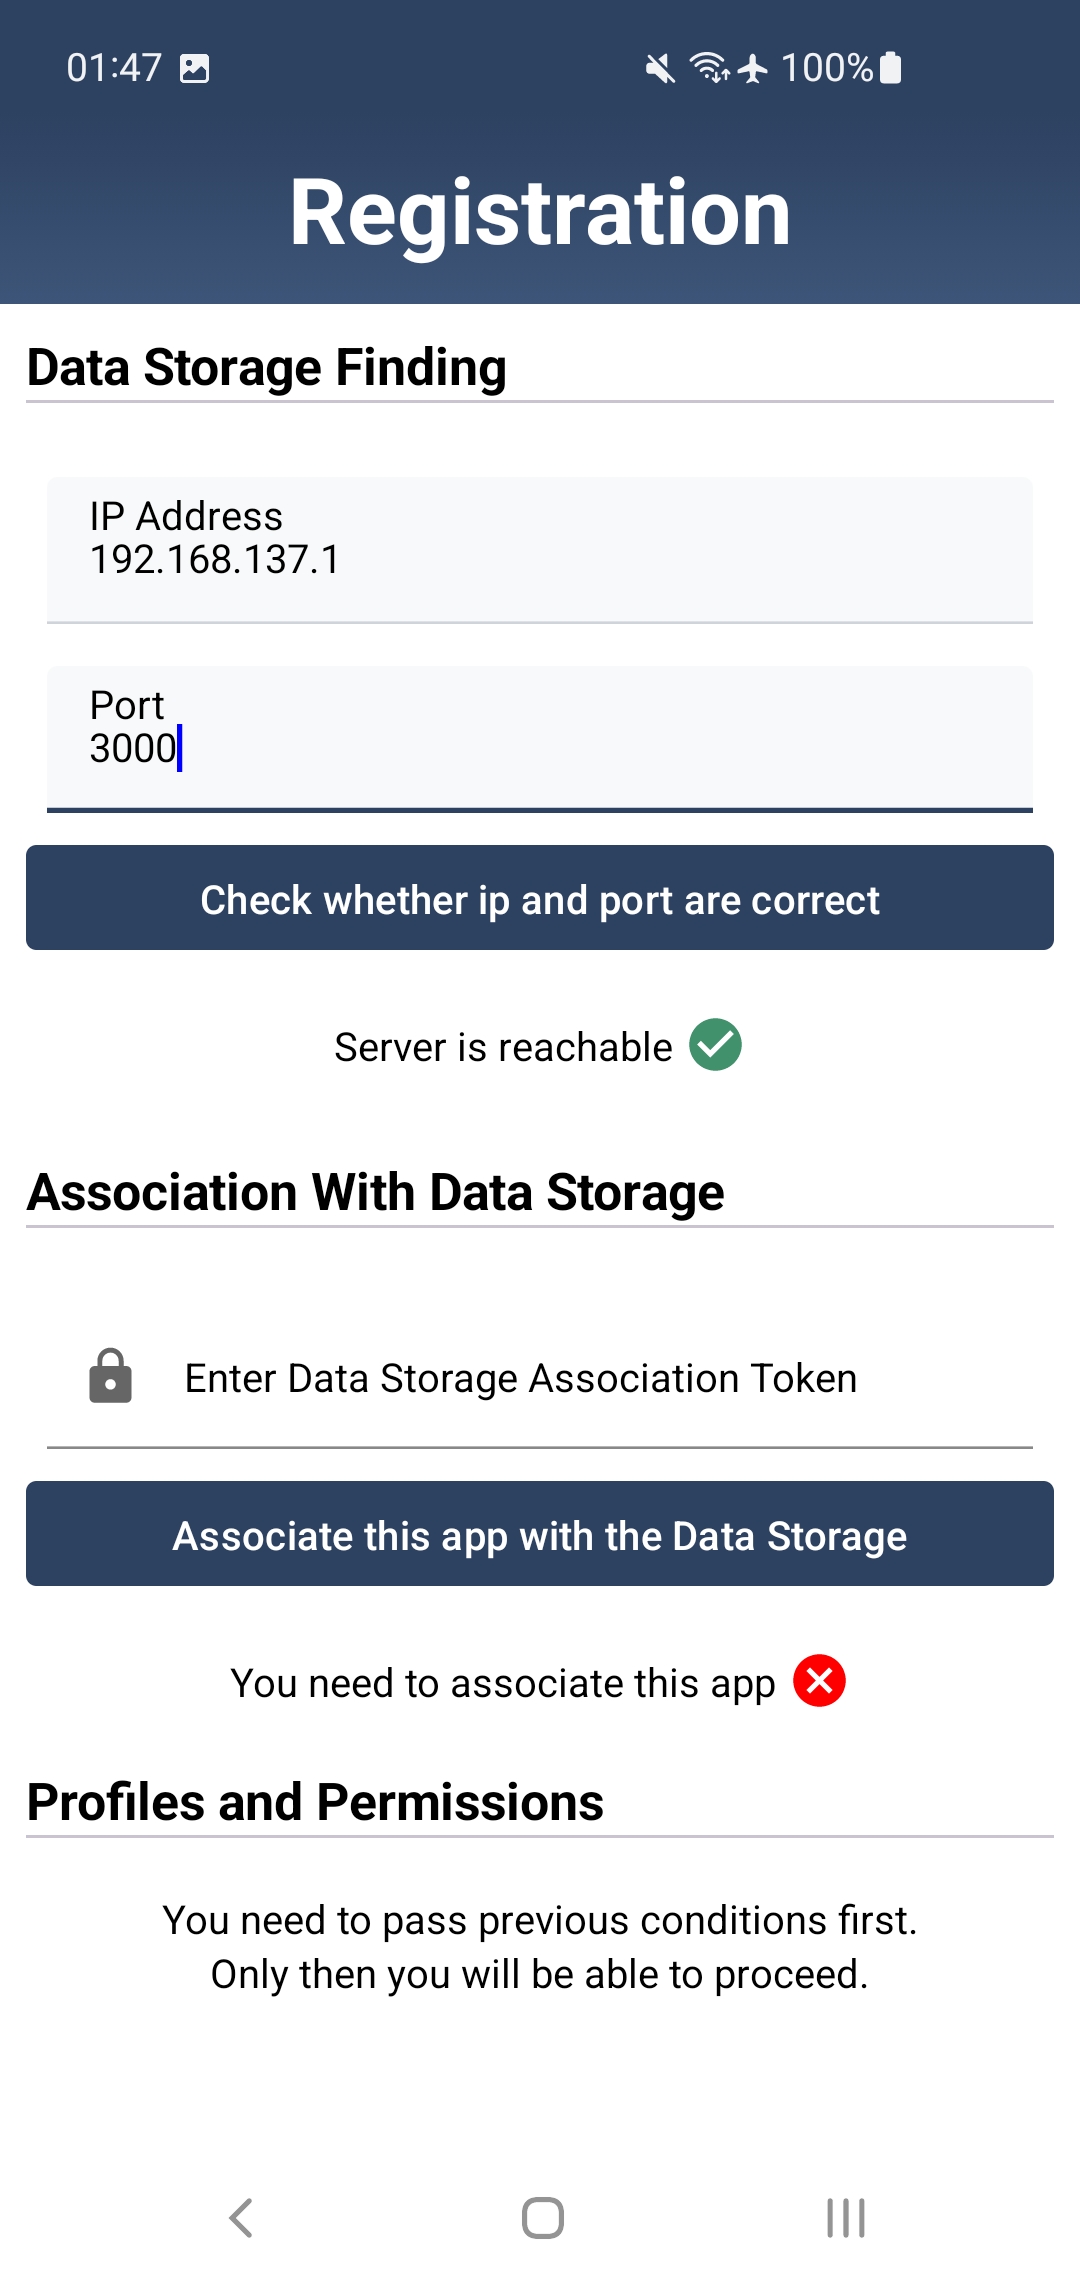 01:47 100%
Registration
Data Storage Finding
IP Address
192.168.137.1
Port
3000
Check whether ip and port are correct
Server is reachable
Association With Data Storage
Enter Data Storage Association Token
Associate this app with the Data Storage
You need to associate this app
Profiles and Permissions
You need to pass previous conditions first.
Only then you will be able to proceed.